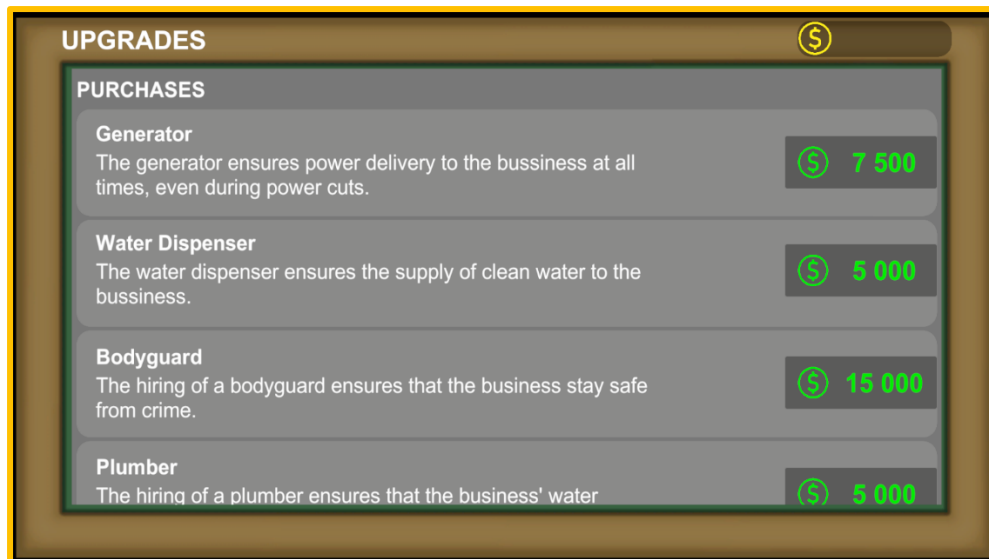 UPGRADES
$
PURCHASES
Generator
The generator ensures power delivery to the bussiness at all
times, even during power cuts.
$ 7 500
Water Dispenser
The water dispenser ensures the supply of clean water to the
bussiness.
$ 5 000
Bodyguard
The hiring of a bodyguard ensures that the business stay safe
from crime.
$ 15 000
Plumber
The hiring of a plumber ensures that the business' water
$ 5 000